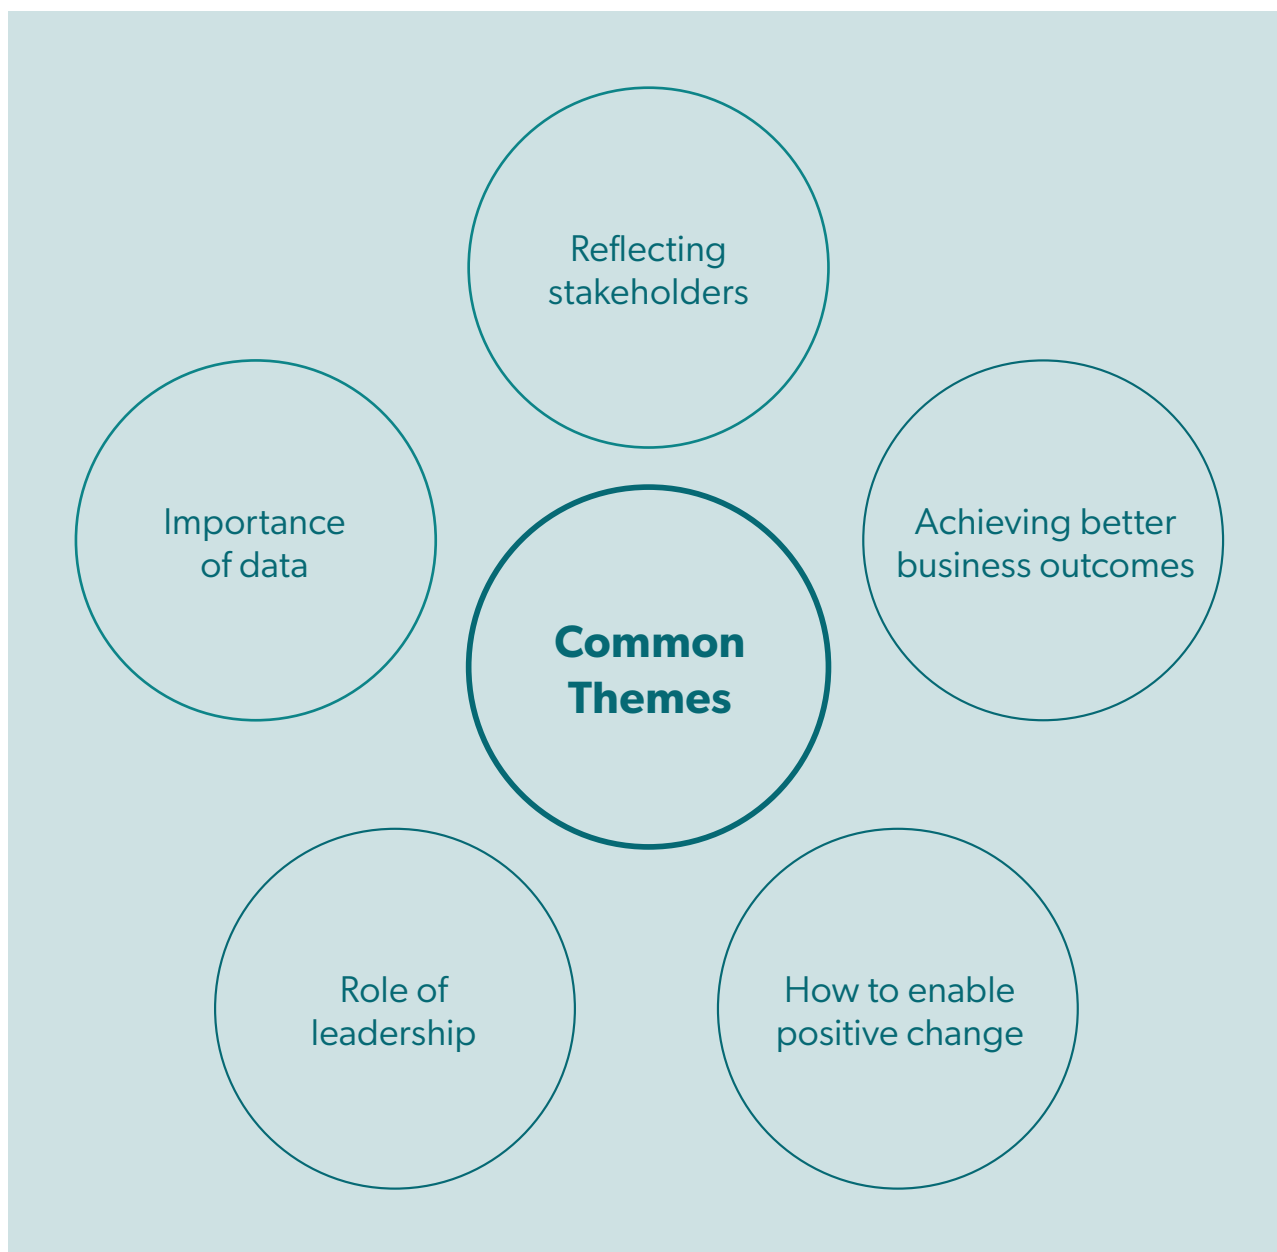 Reflecting
stakeholders
Importance
of data
Achieving better
business outcomes
Common
Themes
Role of
leadership
How to enable
positive change